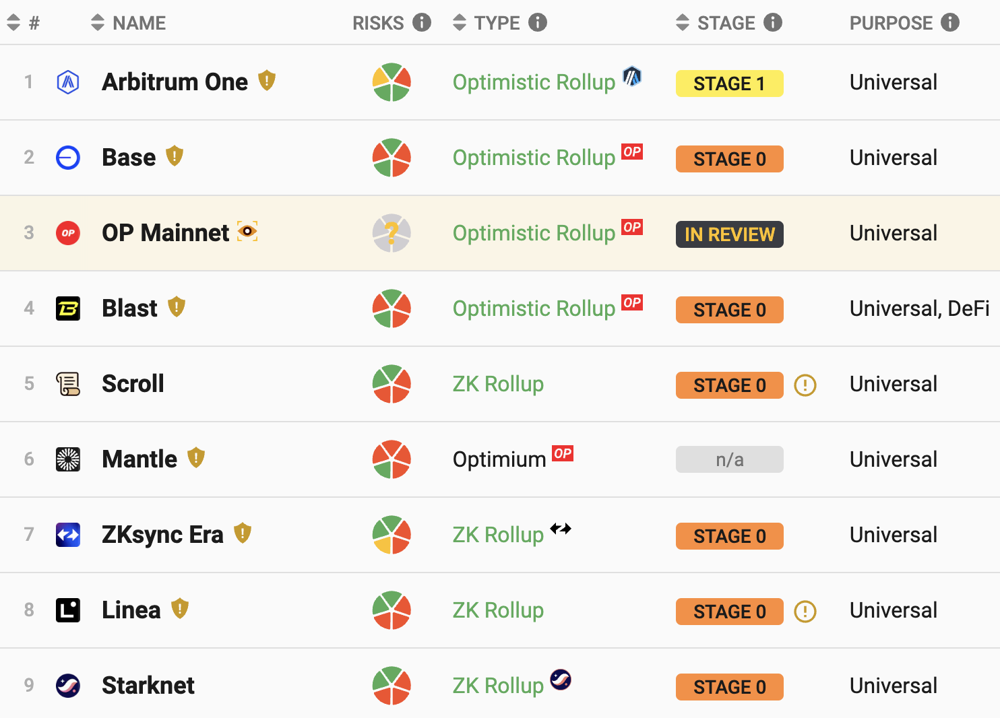 # NAME RISKS TYPE STAGE PURPOSE
1 Arbitrum One Optimistic Rollup STAGE 1 Universal
2 Base Optimistic Rollup OP STAGE 0 Universal
3 OP OP Mainnet ? Optimistic Rollup OP IN REVIEW Universal
4 B Blast Optimistic Rollup OP STAGE 0 Universal, DeFi
5 Scroll ZK Rollup STAGE 0 Universal
6 Mantle Optimium OP n/a Universal
7 ZKsync Era ZK Rollup STAGE 0 Universal
8 L Linea ZK Rollup STAGE 0 Universal
9 Starknet ZK Rollup STAGE 0 Universal